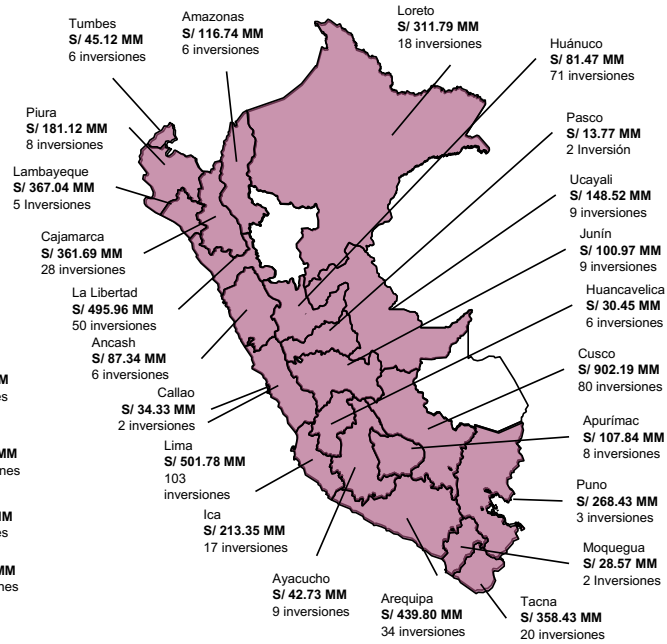 Tumbes
S/ 45.12 MM
6 inversiones
Amazonas
S/ 116.74 MM
6 inversiones
Loreto
S/ 311.79 MM
18 inversiones
Huánuco
S/ 81.47 MM
71 inversiones
Piura
S/ 181.12 MM
8 inversiones
Pasco
S/ 13.77 MM
2 Inversión
Lambayeque
S/ 367.04 MM
5 Inversiones
Ucayali
S/ 148.52 MM
9 inversiones
Cajamarca
S/ 361.69 MM
28 inversiones
Junín
S/ 100.97 MM
9 inversiones
La Libertad
S/ 495.96 MM
50 inversiones
Huancavelica
S/ 30.45 MM
6 inversiones
Ancash
S/ 87.34 MM
6 inversiones
Cusco
S/ 902.19 MM
80 inversiones
Callao
S/ 34.33 MM
2 inversiones
Apurímac
S/ 107.84 MM
8 inversiones
Lima
S/ 501.78 MM
103
inversiones
Puno
S/ 268.43 MM
3 inversiones
Ica
S/ 213.35 MM
17 inversiones
Moquegua
S/ 28.57 MM
2 Inversiones
Ayacucho
S/ 42.73 MM
9 inversiones
Arequipa
S/ 439.80 MM
34 inversiones
Tacna
S/ 358.43 MM
20 inversiones